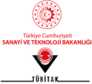 Türkiye Cumhuriyeti
SANAYİ VE TEKNOLOJİ BAKANLIĞI
TÜBİTAK